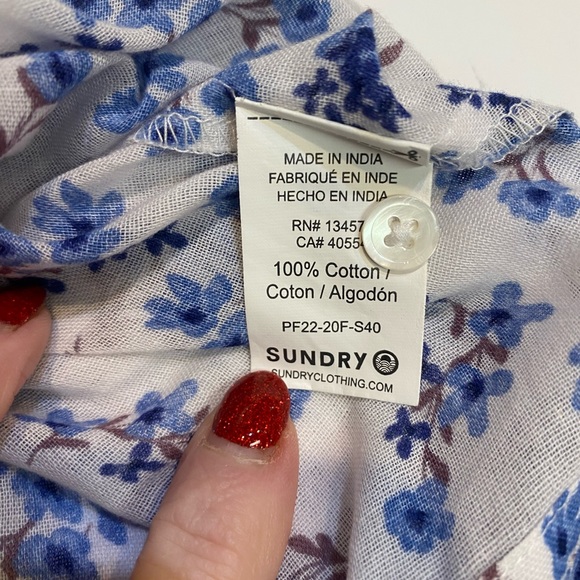 MADE IN INDIA
FABRIQUÉ EN INDE
HECHO EN INDIA
RN# 13457
CA# 4055
100% Cotton /
Coton / Algodón
PF22-20F-S40
SUNDRY
SUNDRYCLOTHING.COM